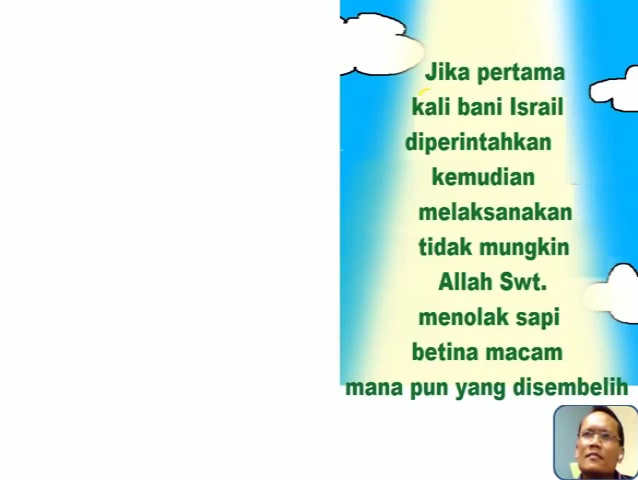 Jika pertama
kali bani Israil
diperintahkan
kemudian
melaksanakan
tidak mungkin
Allah Swt.
menolak sapi
betina macam
mana pun yang disembelih